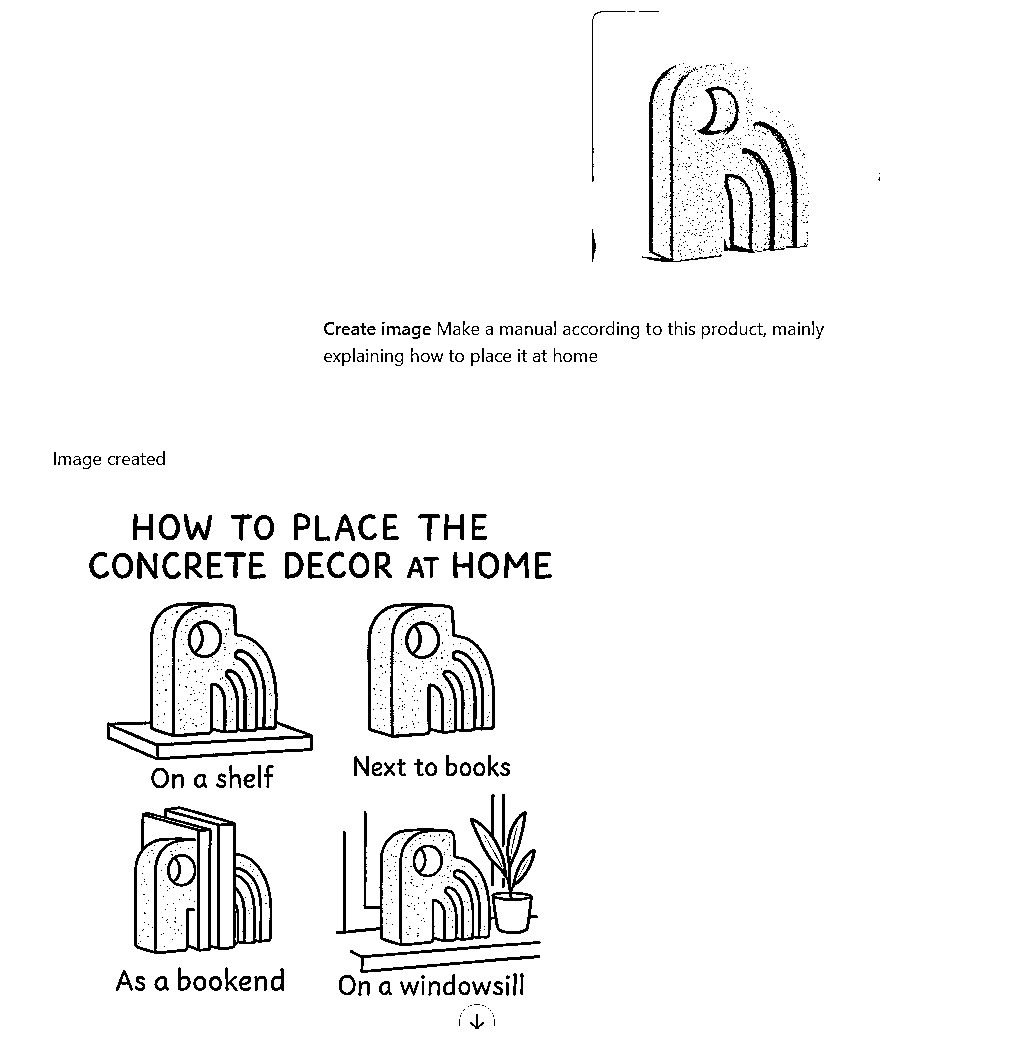 Create image Make a manual according to this product, mainly
explaining how to place it at home
Image created
HOW TO PLACE THE
CONCRETE DECOR AT HOME
On a shelf
Next to books
As a bookend
On a windowsill